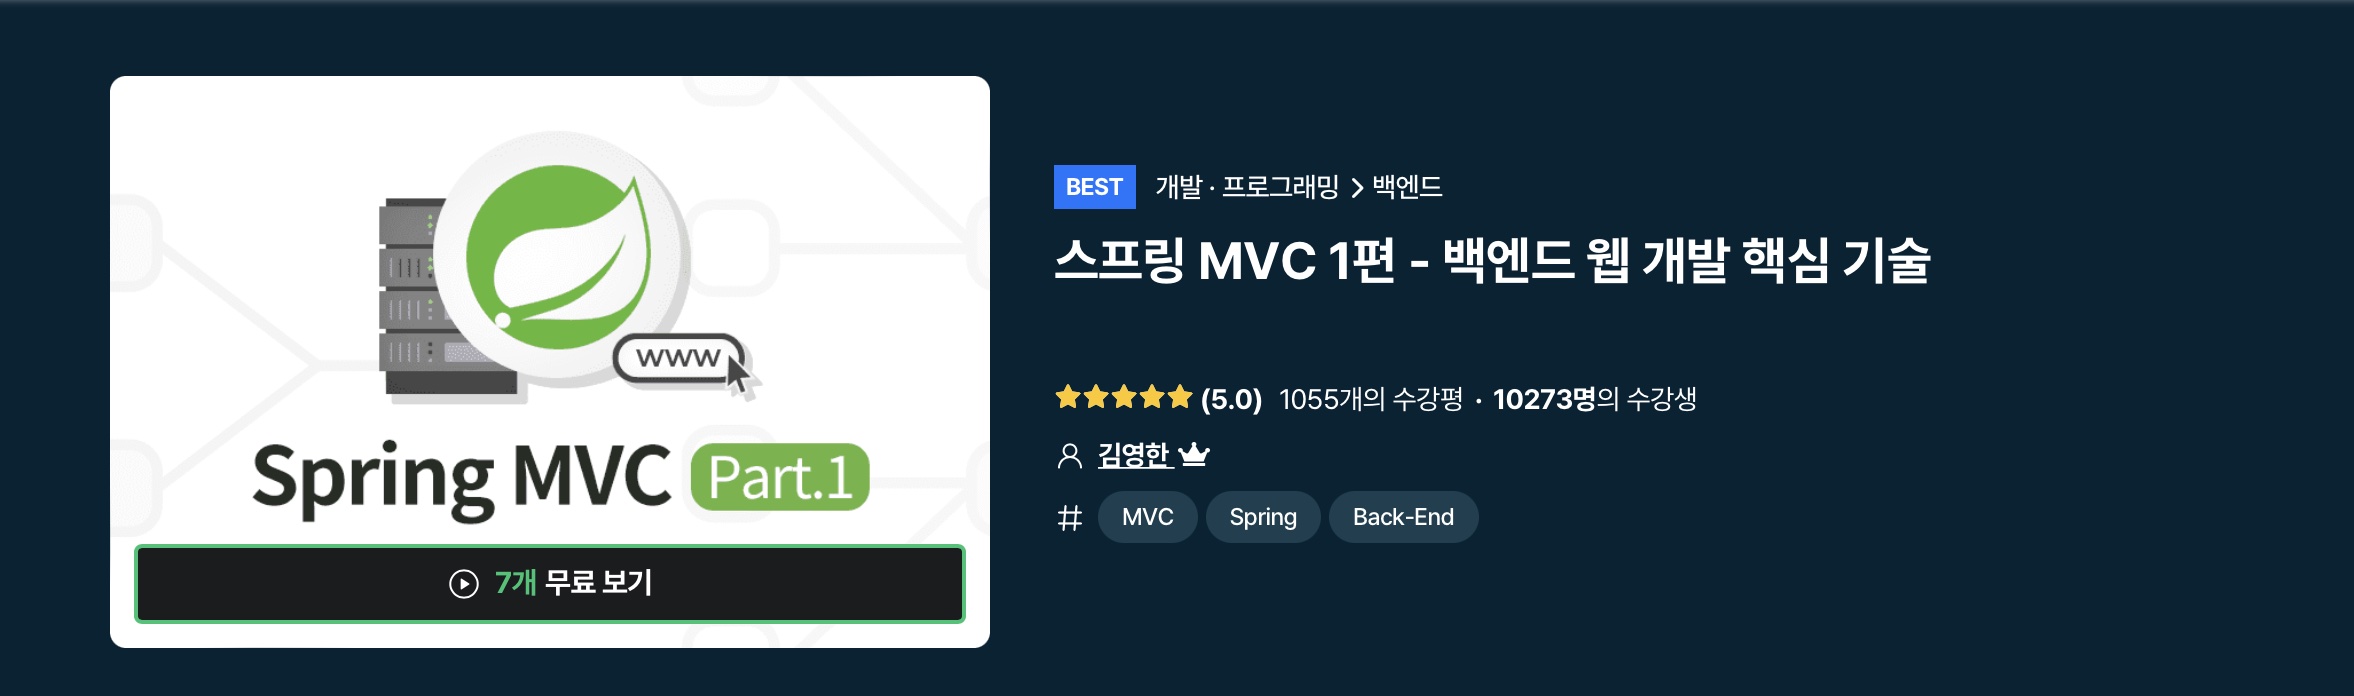 www
Spring MVC Part.1
7개 무료 보기
BEST 개발 · 프로그래밍 > 백엔드
스프링 MVC 1편 - 백엔드 웹 개발 핵심 기술
(5.0) 1055개의 수강평 · 10273명의 수강생
김영한
# MVC Spring Back-End